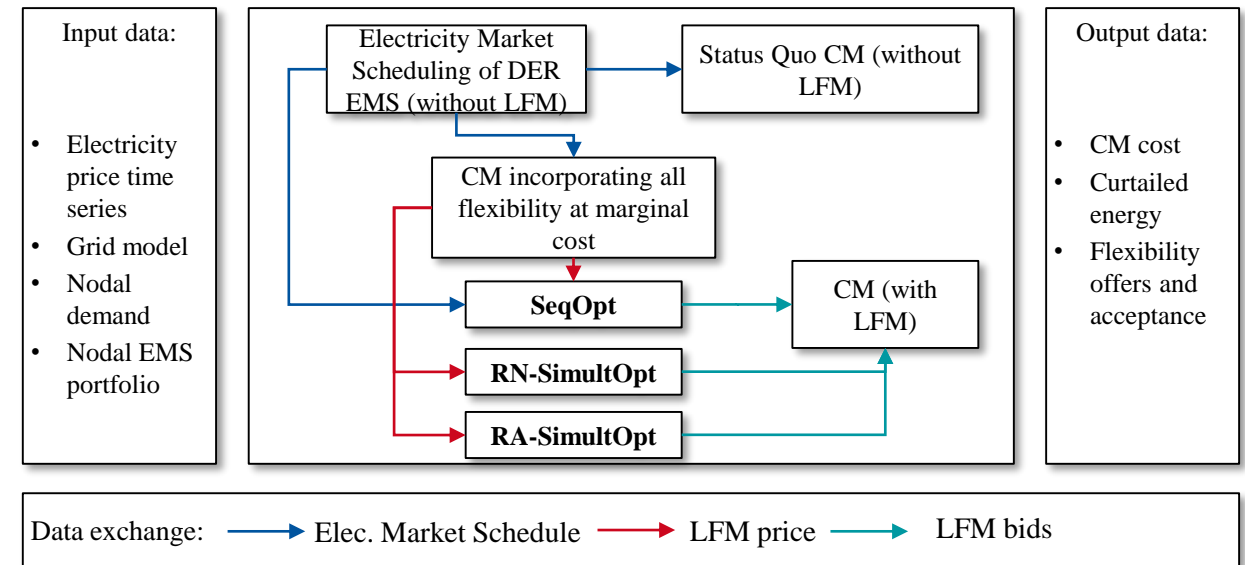 Input data:
• Electricity
price time
series
• Grid model
• Nodal
demand
• Nodal EMS
portfolio
Electricity Market
Scheduling of DER
EMS (without LFM)
Status Quo CM (without
LFM)
CM incorporating all
flexibility at marginal
cost
SeqOpt
CM (with
LFM)
RN-SimultOpt
RA-SimultOpt
Output data:
• CM cost
• Curtailed
energy
• Flexibility
offers and
acceptance
Data exchange: Elec. Market Schedule LFM price LFM bids